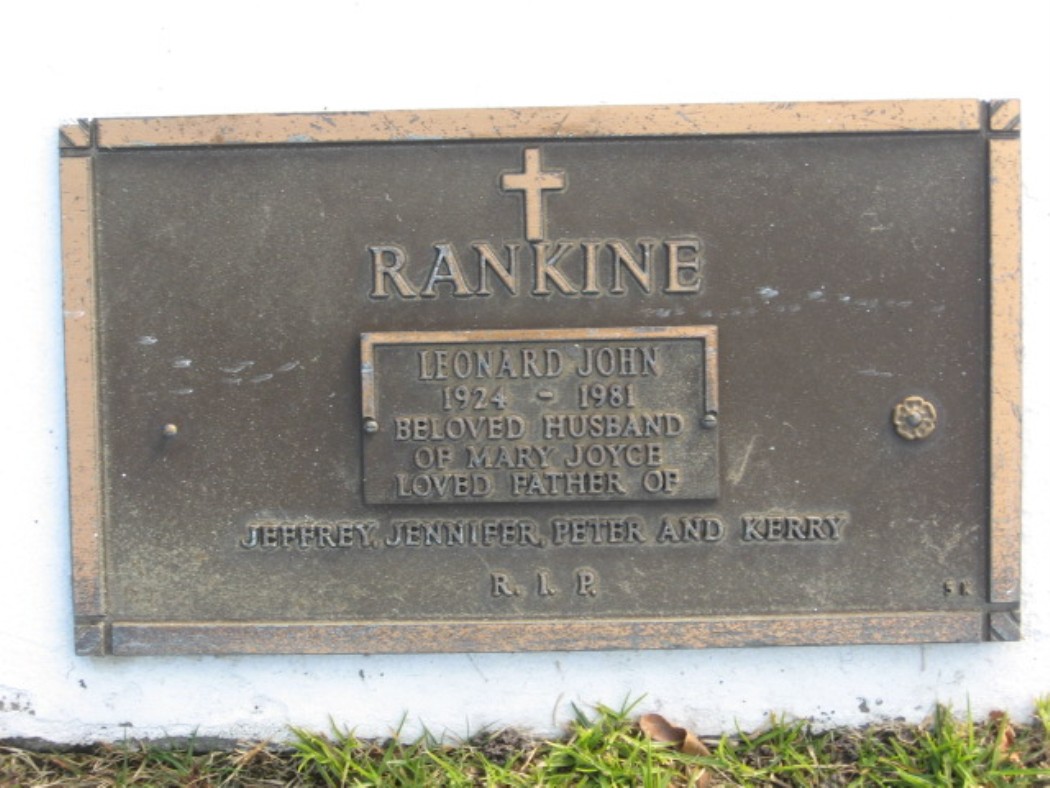 RANKINE
LEONARD JOHN
1924 - 1981
BELOVED HUSBAND
OF MARY JOYCE
LOVED FATHER OF
JEFFREY, JENNIFER, PETER AND KERRY
R. I. P.